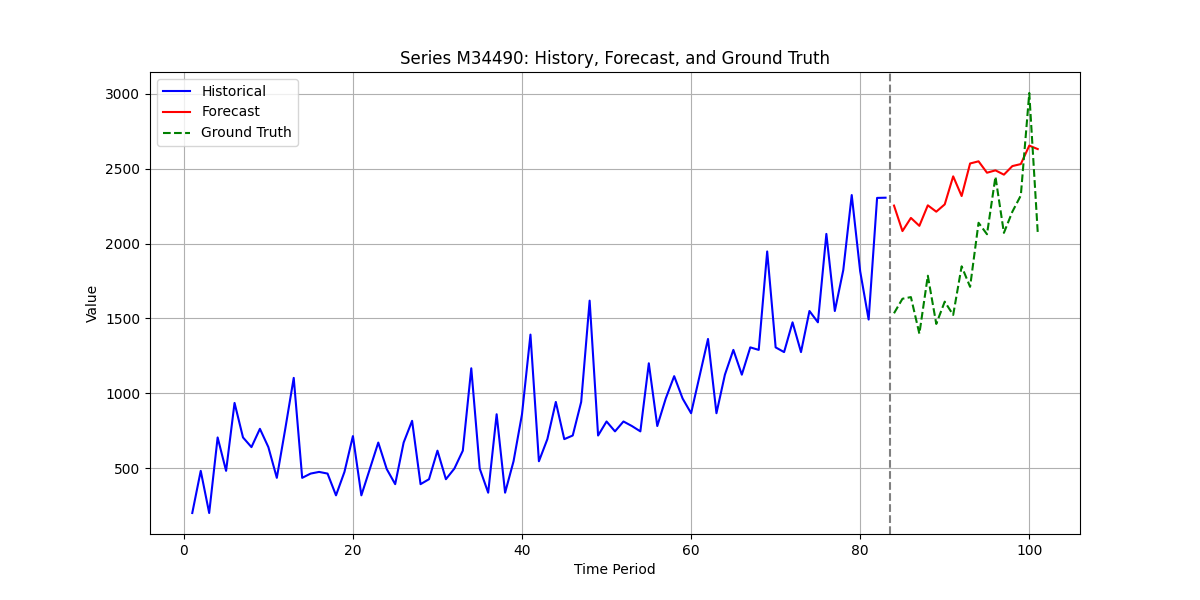 Series M34490: History, Forecast, and Ground Truth
Historical
Forecast
Ground Truth
3000
2500
2000
1500
1000
500
Value
0 20 40 60 80 100
Time Period